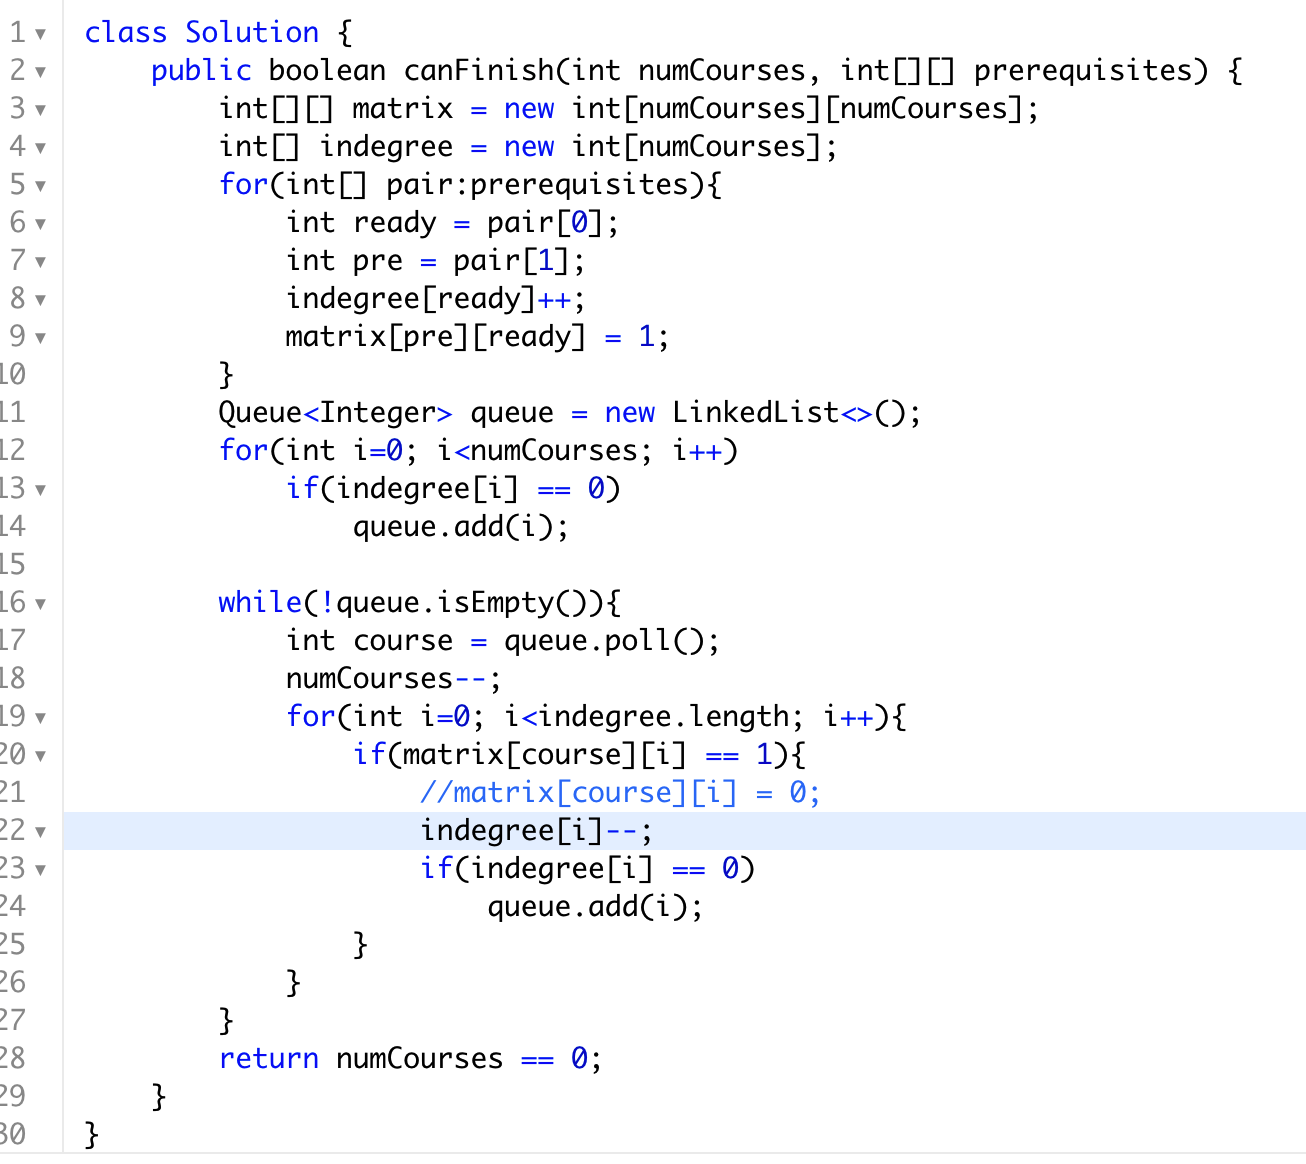 1 class Solution {
2 public boolean canFinish(int numCourses, int[][] prerequisites) {
3 int[][] matrix = new int[numCourses][numCourses];
4 int[] indegree = new int[numCourses];
5 for(int[] pair:prerequisites){
6 int ready = pair[0];
7 int pre = pair[1];
8 indegree[ready]++;
9 matrix[pre][ready] = 1;
10 }
11 Queue<Integer> queue = new LinkedList<>();
12 for(int i=0; i<numCourses; i++)
13 if(indegree[i] == 0)
14 queue.add(i);
15
16 while(!queue.isEmpty()){
17 int course = queue.poll();
18 numCourses--;
19 for(int i=0; i<indegree.length; i++){
20 if(matrix[course][i] == 1){
21 //matrix[course][i] = 0;
22 indegree[i]--;
23 if(indegree[i] == 0)
24 queue.add(i);
25 }
26 }
27 }
28 return numCourses == 0;
29 }
30 }